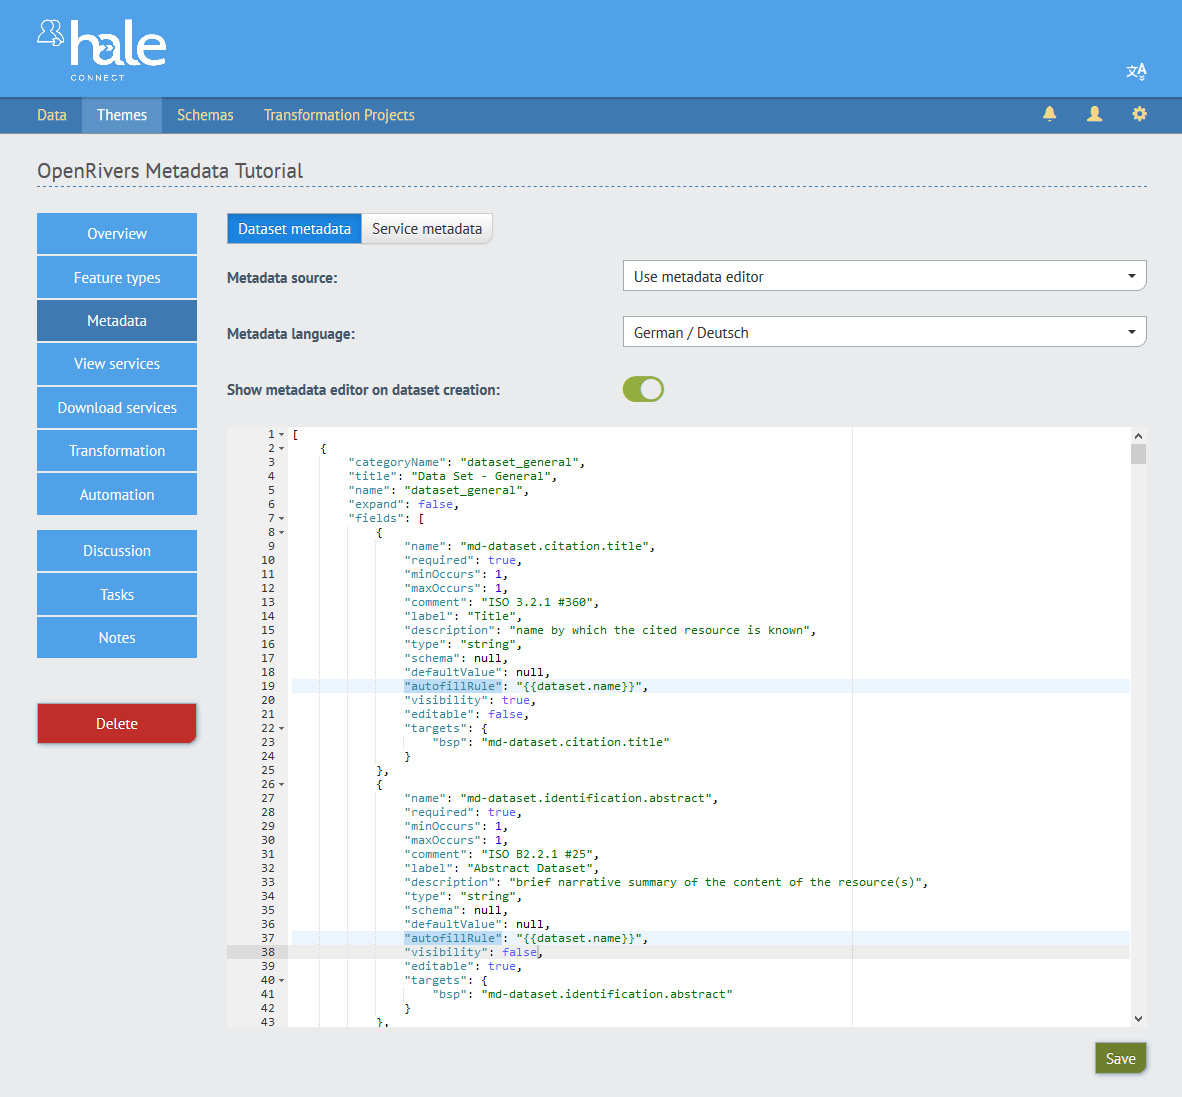 hale
CONNECT
Data Themes Schemas Transformation Projects
OpenRivers Metadata Tutorial
Overview
Feature types
Metadata
View services
Download services
Transformation
Automation
Discussion
Tasks
Notes
Delete
Dataset metadata Service metadata
Metadata source: Use metadata editor
Metadata language: German / Deutsch
Show metadata editor on dataset creation:
1 [
2 {
3 "categoryName": "dataset_general",
4 "title": "Data Set - General",
5 "name": "dataset_general",
6 "expand": false,
7 "fields": [
8 {
9 "name": "md-dataset.citation.title",
10 "required": true,
11 "minOccurs": 1,
12 "maxOccurs": 1,
13 "comment": "ISO 3.2.1 #360",
14 "label": "Title",
15 "description": "name by which the cited resource is known",
16 "type": "string",
17 "schema": null,
18 "defaultValue": null,
19 "autofillRule": "{{dataset.name}}",
20 "visibility": true,
21 "editable": false,
22 "targets": {
23 "bsp": "md-dataset.citation.title"
24 }
25 },
26 {
27 "name": "md-dataset.identification.abstract",
28 "required": true,
29 "minOccurs": 1,
30 "maxOccurs": 1,
31 "comment": "ISO B2.2.1 #25",
32 "label": "Abstract Dataset",
33 "description": "brief narrative summary of the content of the resource(s)",
34 "type": "string",
35 "schema": null,
36 "defaultValue": null,
37 "autofillRule": "{{dataset.name}}",
38 "visibility": false,
39 "editable": true,
40 "targets": {
41 "bsp": "md-dataset.identification.abstract"
42 }
43 },
Save